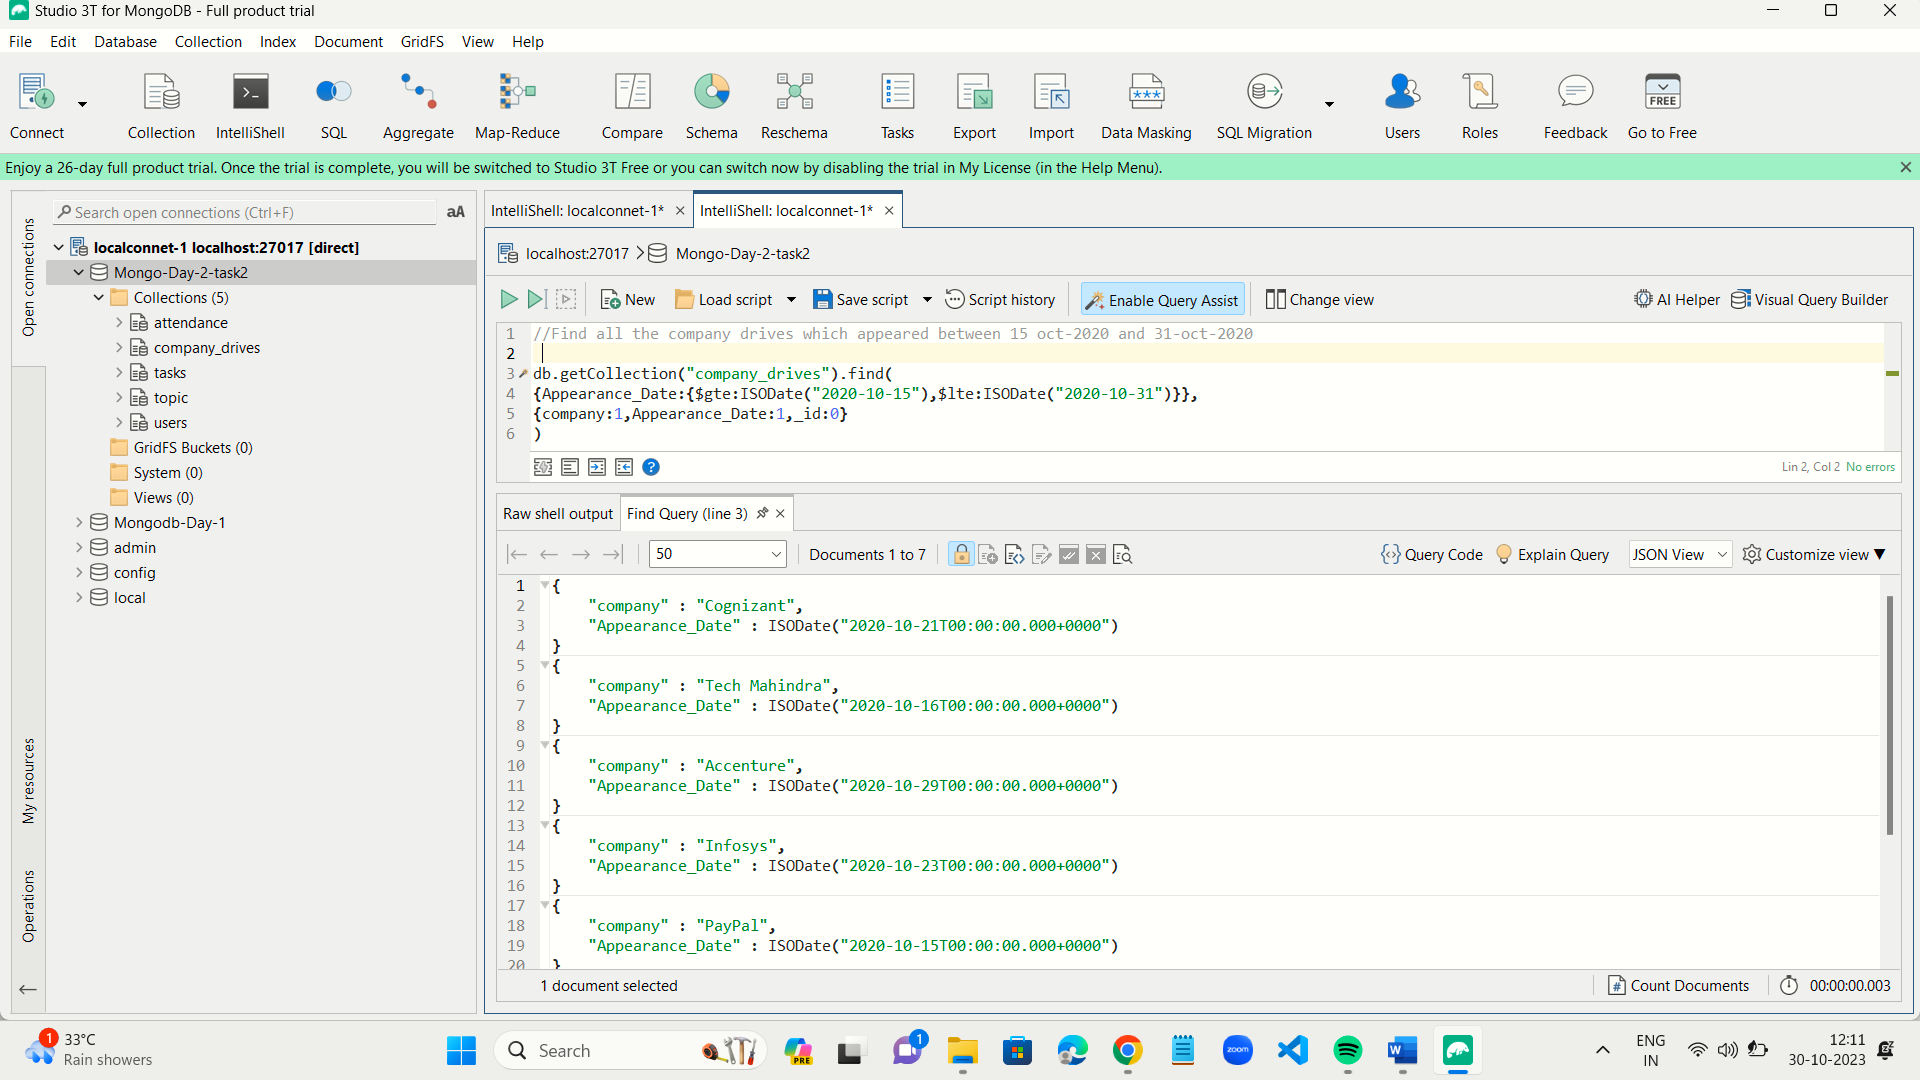 Studio 3T for MongoDB - Full product trial
File Edit Database Collection Index Document GridFS View Help
Connect Collection IntelliShell SQL Aggregate Map-Reduce Compare Schema Reschema Tasks Export Import Data Masking SQL Migration Users Roles Feedback Go to Free
Enjoy a 26-day full product trial. Once the trial is complete, you will be switched to Studio 3T Free or you can switch now by disabling the trial in My License (in the Help Menu).
Open connections
My resources
Operations
Search open connections (Ctrl+F) aA
localconnet-1 localhost:27017 [direct]
Mongo-Day-2-task2
Collections (5)
attendance
company_drives
tasks
topic
users
GridFS Buckets (0)
System (0)
Views (0)
Mongodb-Day-1
admin
config
local
IntelliShell: localconnet-1* IntelliShell: localconnet-1*
localhost:27017 Mongo-Day-2-task2
New Load script Save script Script history Enable Query Assist Change view AI Helper Visual Query Builder
1 //Find all the company drives which appeared between 15 oct-2020 and 31-oct-2020
2
3 db.getCollection("company_drives").find(
4 {Appearance_Date:{$gte:ISODate("2020-10-15"),$lte:ISODate("2020-10-31")}},
5 {company:1,Appearance_Date:1,_id:0}
6 )
Lin 2, Col 2 No errors
Raw shell output Find Query (line 3)
50 Documents 1 to 7 Query Code Explain Query JSON View Customize view
1 {
2 "company" : "Cognizant",
3 "Appearance_Date" : ISODate("2020-10-21T00:00:00.000+0000")
4 }
5 {
6 "company" : "Tech Mahindra",
7 "Appearance_Date" : ISODate("2020-10-16T00:00:00.000+0000")
8 }
9 {
10 "company" : "Accenture",
11 "Appearance_Date" : ISODate("2020-10-29T00:00:00.000+0000")
12 }
13 {
14 "company" : "Infosys",
15 "Appearance_Date" : ISODate("2020-10-23T00:00:00.000+0000")
16 }
17 {
18 "company" : "PayPal",
19 "Appearance_Date" : ISODate("2020-10-15T00:00:00.000+0000")
20 }
1 document selected Count Documents 00:00:00.003
1 33°C
Rain showers
Search
PRE
1
zoom
ENG
IN
12:11
30-10-2023